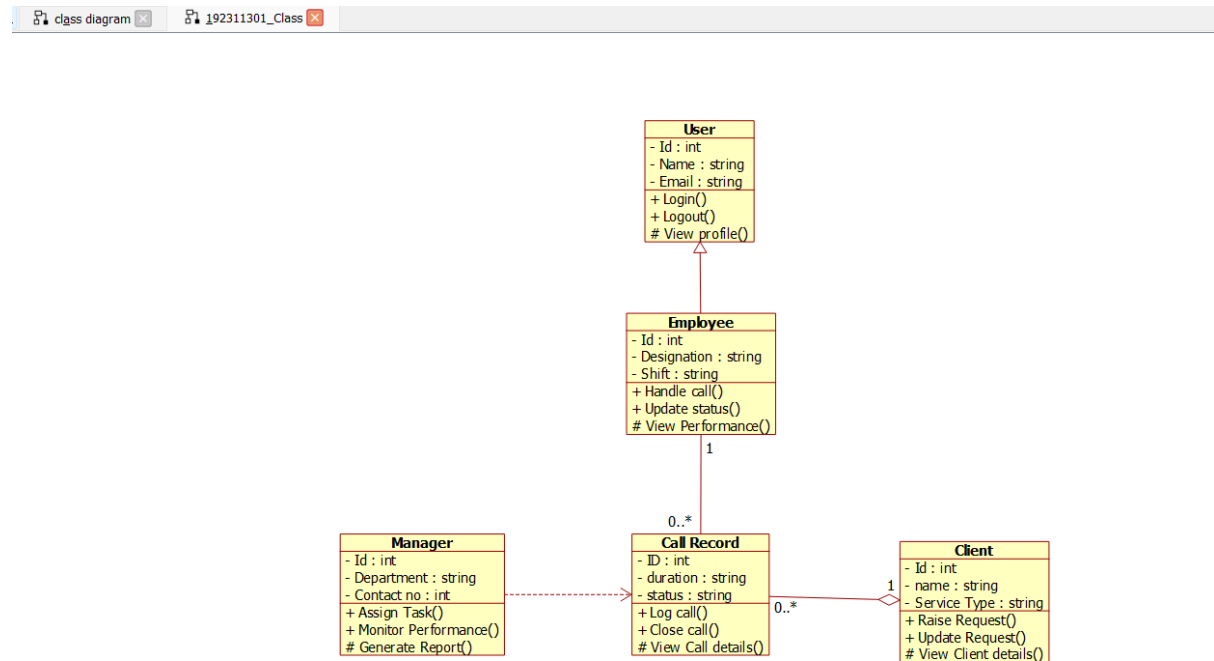 class diagram
192311301_Class
User
- Id : int
- Name : string
- Email : string
+ Login()
+ Logout()
# View profile()
Employee
- Id : int
- Designation : string
- Shift : string
+ Handle call()
+ Update status()
# View Performance()
1
0..*
Manager
- Id : int
- Department : string
- Contact no : int
+ Assign Task()
+ Monitor Performance()
# Generate Report()
Call Record
- ID : int
- duration : string
- status : string
+ Log call()
+ Close call()
# View Call details()
0..*
1
Client
- Id : int
- name : string
- Service Type : string
+ Raise Request()
+ Update Request()
# View Client details()